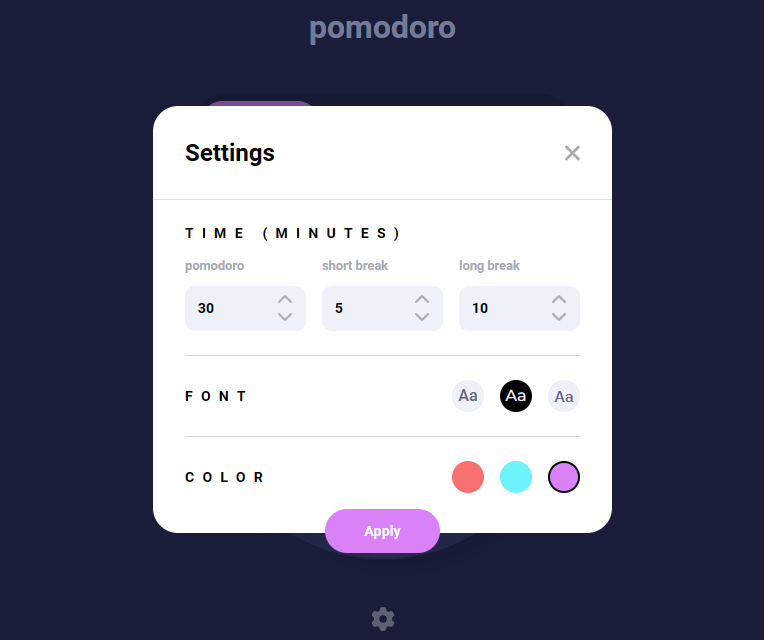 pomodoro
Settings
TIME (MINUTES)
pomodoro short break long break
30 5 10
FONT Aa Aa Aa
COLOR
Apply